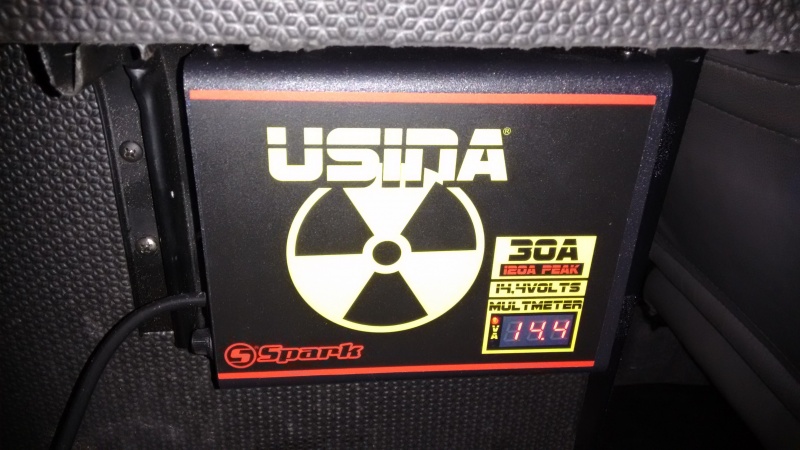 USINA®
30A
120A PEAK
14.4VOLTS
MULTMETER
V
A
14.4
Spark